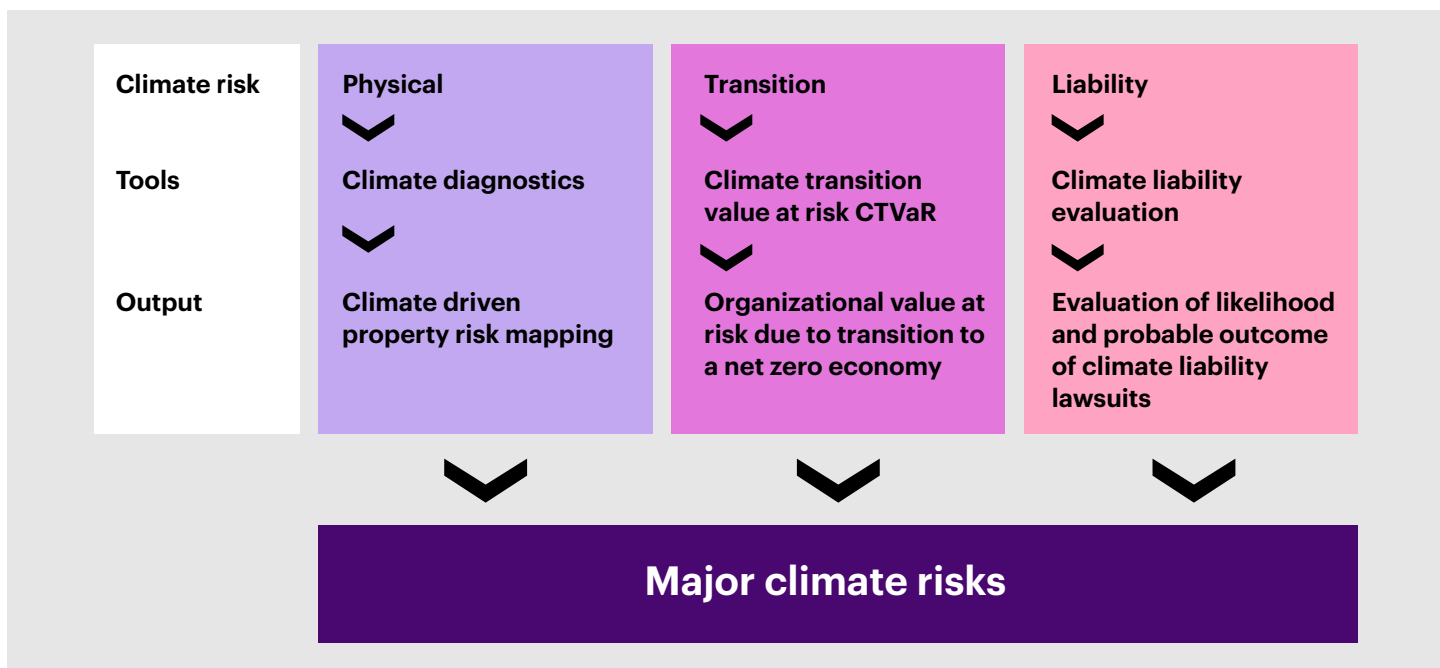 Climate risk
Physical
Transition
Liability
Tools
Climate diagnostics
Climate transition
value at risk CTVaR
Climate liability
evaluation
Output
Climate driven
property risk mapping
Organizational value at
risk due to transition to
a net zero economy
Evaluation of likelihood
and probable outcome
of climate liability
lawsuits
Major climate risks